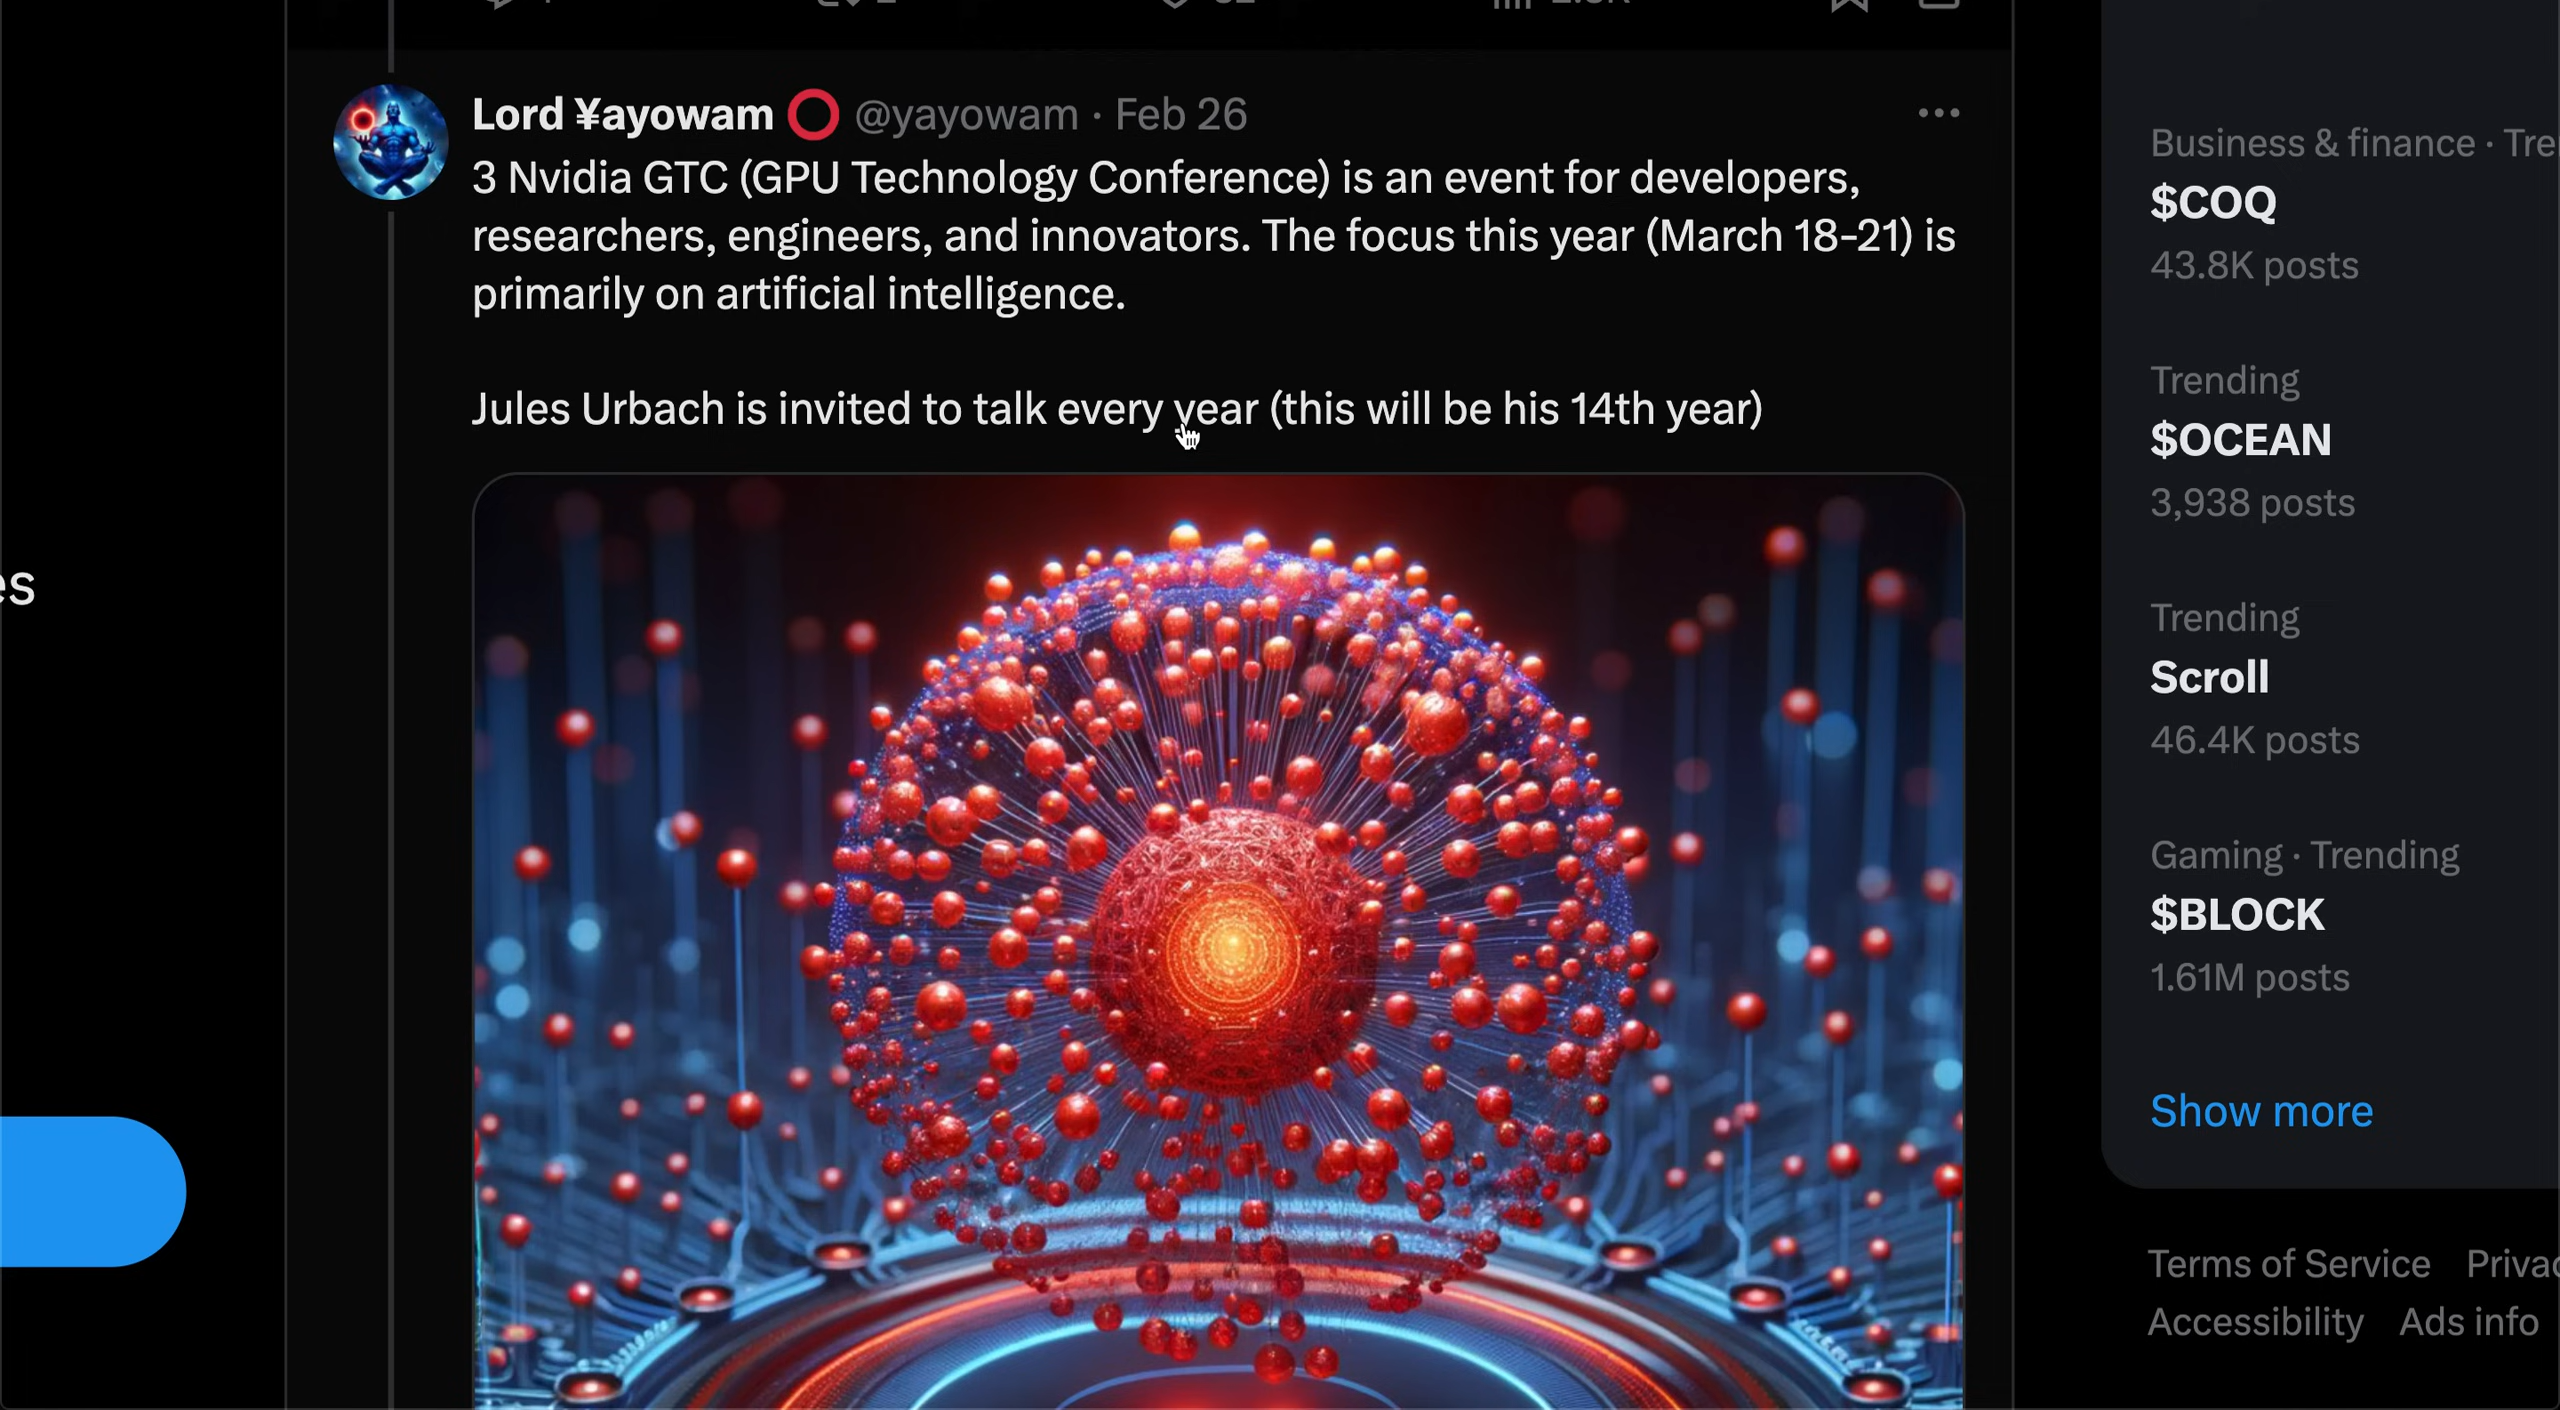 Lord ¥ayowam @yayowam · Feb 26
3 Nvidia GTC (GPU Technology Conference) is an event for developers,
researchers, engineers, and innovators. The focus this year (March 18-21) is
primarily on artificial intelligence.
Jules Urbach is invited to talk every year (this will be his 14th year)
es
Business & finance · Tre
$COQ
43.8K posts
Trending
$OCEAN
3,938 posts
Trending
Scroll
46.4K posts
Gaming · Trending
$BLOCK
1.61M posts
Show more
Terms of Service Privac
Accessibility Ads info